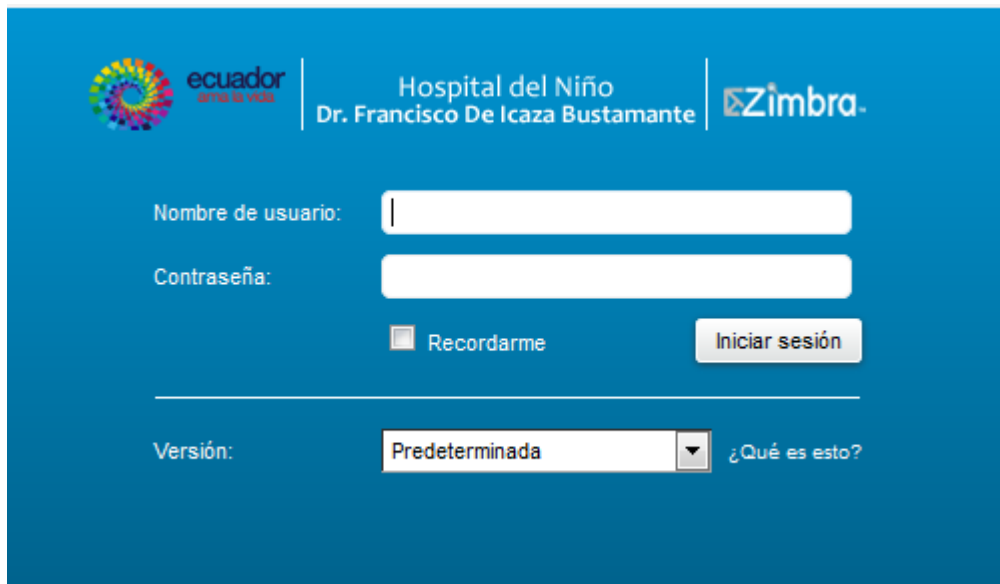 ecuador
ama la vida
Hospital del Niño
Dr. Francisco De Icaza Bustamante
Zimbra™
Nombre de usuario:
Contraseña:
Recordarme
Iniciar sesión
Versión:
Predeterminada
¿Qué es esto?